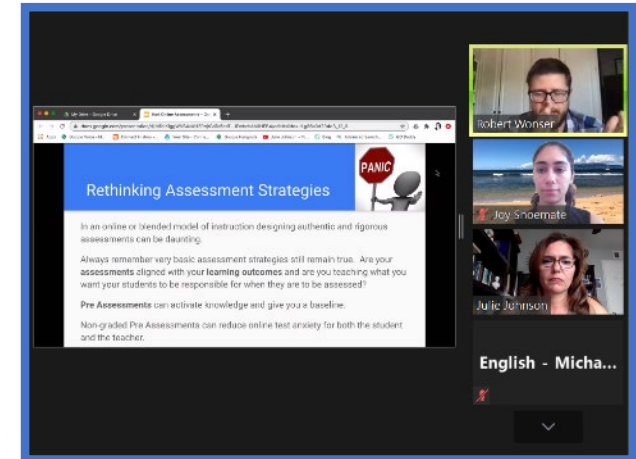 PANIC
Rethinking Assessment Strategies
In an online or blended model of instruction designing authentic and rigorous
assessments can be daunting.
Always remember very basic assessment strategies still remain true. Are your
assessments aligned with your learning outcomes and are you teaching what you
want your students to be responsible for when they are to be assessed?
Pre Assessments can activate knowledge and give you a baseline.
Non-graded Pre Assessments can reduce online test anxiety for both the student
and the teacher.
Robert Wonser
Joy Shoemate
Julie Johnson
English - Micha...